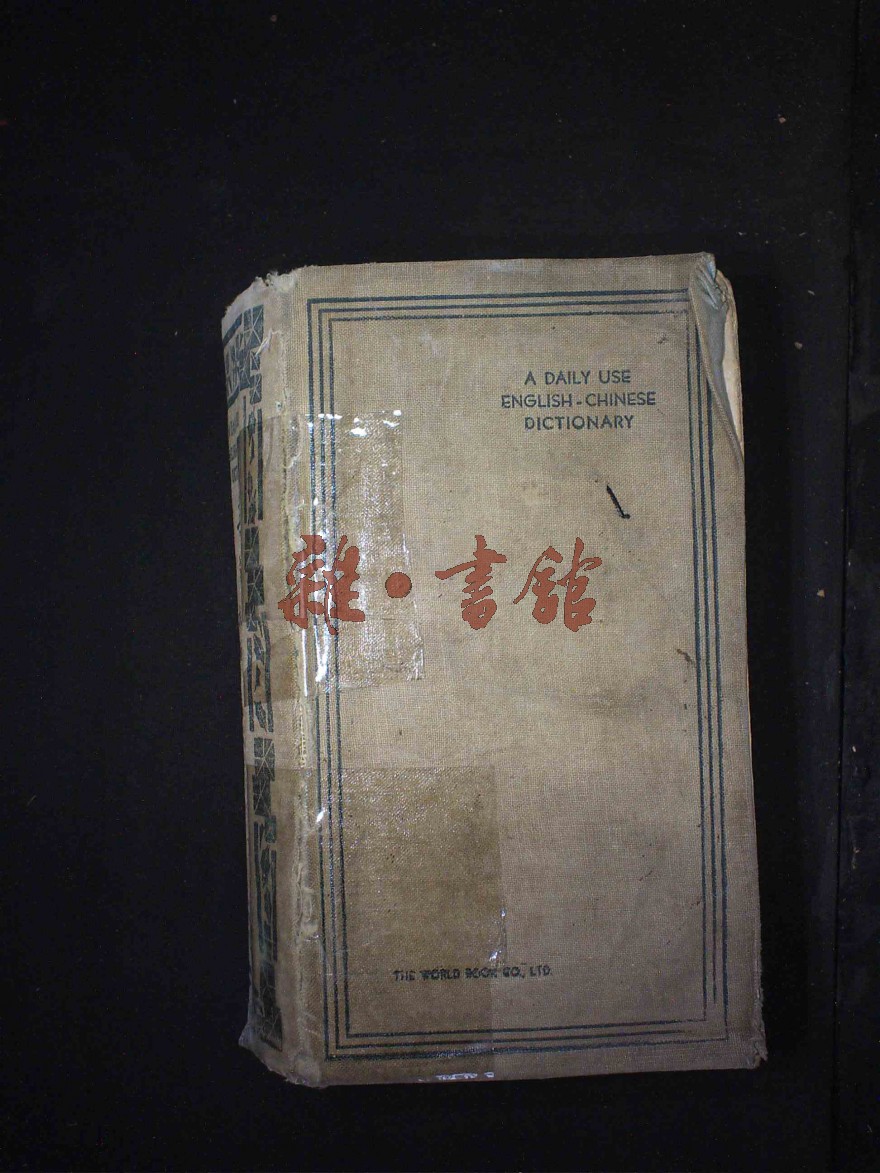 A DAILY USE
ENGLISH-CHINESE
DICTIONARY
雜·書館
THE WORLD BOOK CO., LTD.